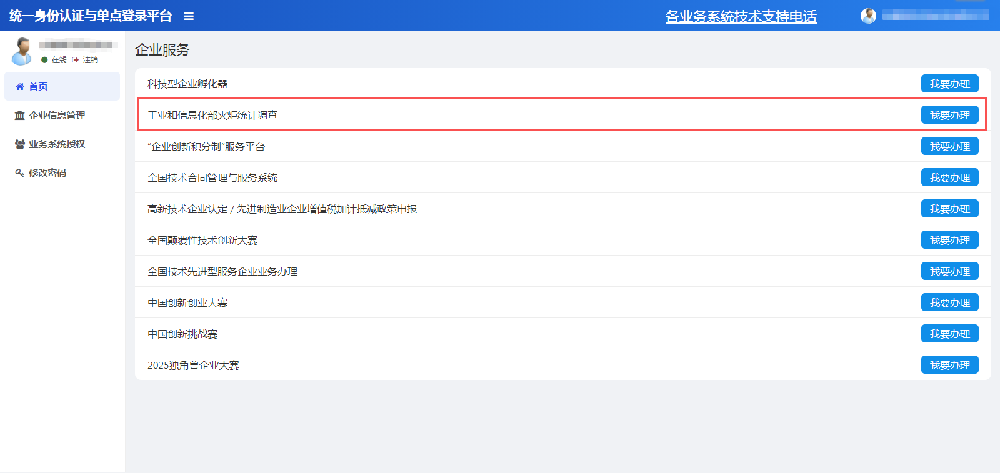 统一身份认证与单点登录平台
各业务系统技术支持电话
在线 注销
首页
企业信息管理
业务系统授权
修改密码
企业服务
科技型企业孵化器 我要办理
工业和信息化部火炬统计调查 我要办理
“企业创新积分制”服务平台 我要办理
全国技术合同管理与服务系统 我要办理
高新技术企业认定 / 先进制造业企业增值税加计抵减政策申报 我要办理
全国颠覆性技术创新大赛 我要办理
全国技术先进型服务企业业务办理 我要办理
中国创新创业大赛 我要办理
中国创新挑战赛 我要办理
2025独角兽企业大赛 我要办理